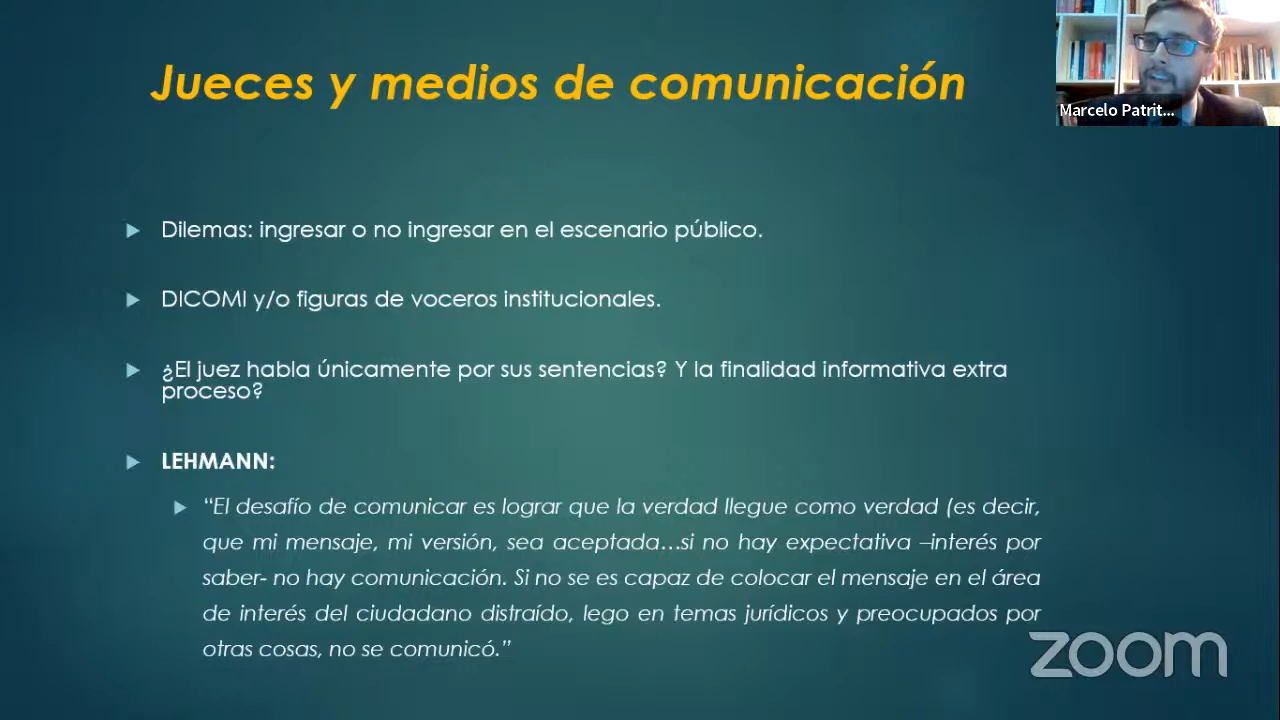 Jueces y medios de comunicación
Marcelo Patrit...
Dilemas: ingresar o no ingresar en el escenario público.
DICOMI y/o figuras de voceros institucionales.
¿El juez habla únicamente por sus sentencias? Y la finalidad informativa extra
proceso?
LEHMANN:
“El desafío de comunicar es lograr que la verdad llegue como verdad (es decir,
que mi mensaje, mi versión, sea aceptada…si no hay expectativa –interés por
saber- no hay comunicación. Si no se es capaz de colocar el mensaje en el área
de interés del ciudadano distraído, lego en temas jurídicos y preocupados por
otras cosas, no se comunicó.”
zoom